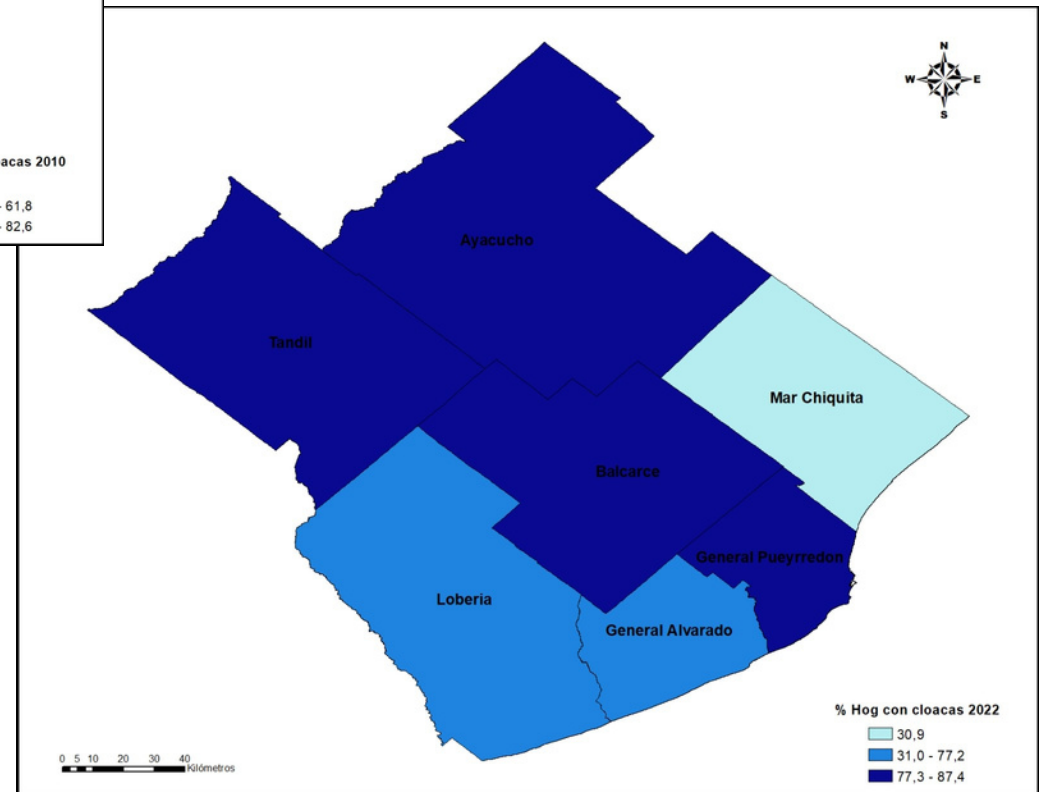 acas 2010
- 61,8
- 82,6
N
W E
S
Ayacucho
Tandil
Mar Chiquita
Balcarce
General Pueyrredon
Loberia
General Alvarado
% Hog con cloacas 2022
30,9
31,0 - 77,2
77,3 - 87,4
0 5 10 20 30 40
Kilómetros